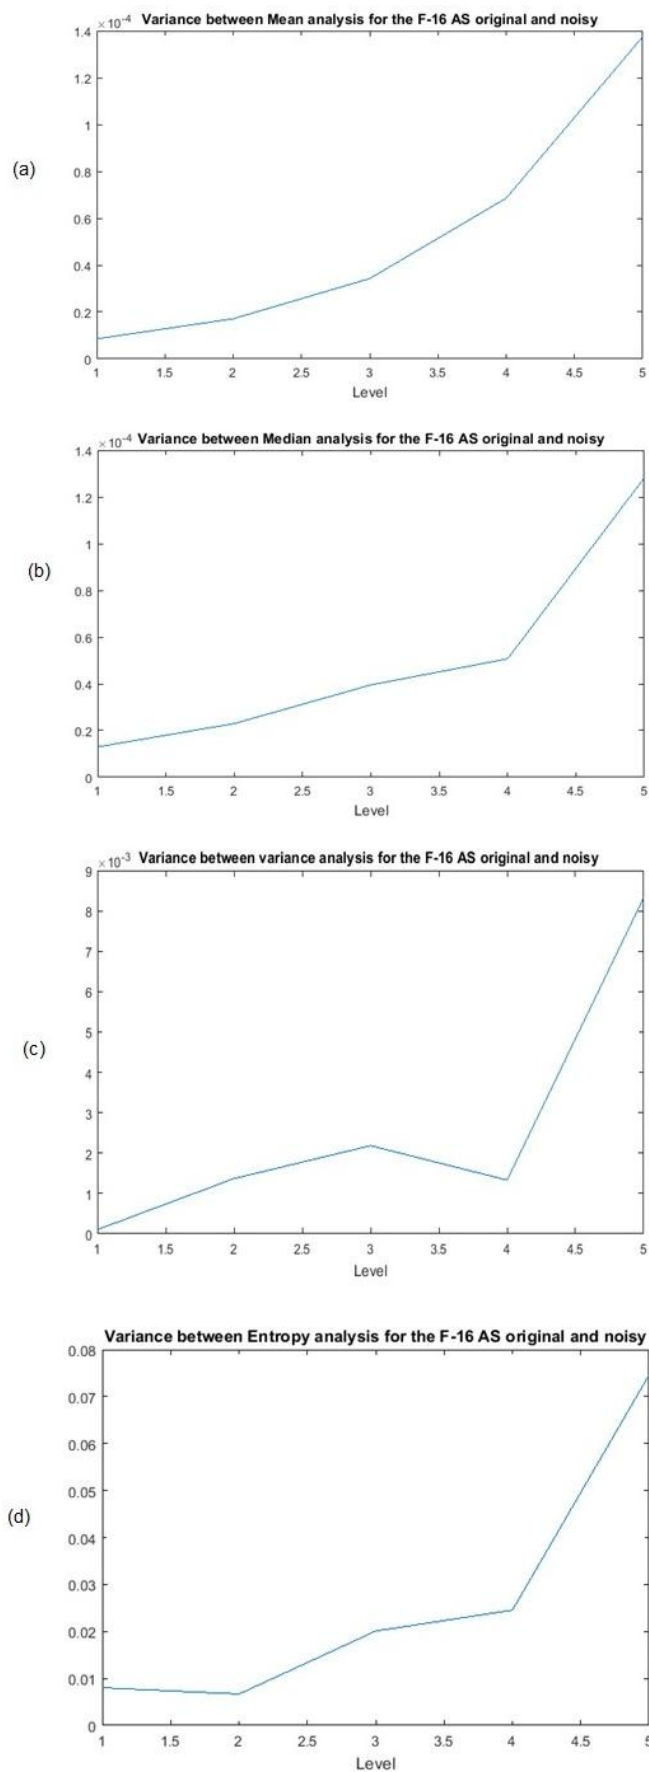 ×10⁻⁴ Variance between Mean analysis for the F-16 AS original and noisy
1.4
1.2
1
(a)
0.8
0.6
0.4
0.2
0
1 1.5 2 2.5 3 3.5 4 4.5 5
Level
×10⁻⁴ Variance between Median analysis for the F-16 AS original and noisy
1.4
1.2
1
(b)
0.8
0.6
0.4
0.2
0
1 1.5 2 2.5 3 3.5 4 4.5 5
Level
×10⁻³ Variance between variance analysis for the F-16 AS original and noisy
9
8
7
6
5
(c)
4
3
2
1
0
1 1.5 2 2.5 3 3.5 4 4.5 5
Level
Variance between Entropy analysis for the F-16 AS original and noisy
0.08
0.07
0.06
0.05
(d)
0.04
0.03
0.02
0.01
0
1 1.5 2 2.5 3 3.5 4 4.5 5
Level